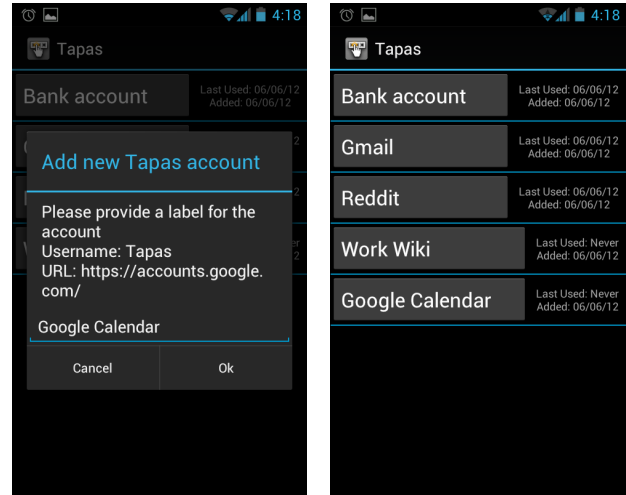 4:18
Tapas
Bank account
Last Used: 06/06/12
Added: 06/06/12
Add new Tapas account
Please provide a label for the
account
Username: Tapas
URL: https://accounts.google.
com/
Google Calendar
Cancel
Ok
4:18
Tapas
Bank account
Last Used: 06/06/12
Added: 06/06/12
Gmail
Last Used: 06/06/12
Added: 06/06/12
Reddit
Last Used: 06/06/12
Added: 06/06/12
Work Wiki
Last Used: Never
Added: 06/06/12
Google Calendar
Last Used: Never
Added: 06/06/12